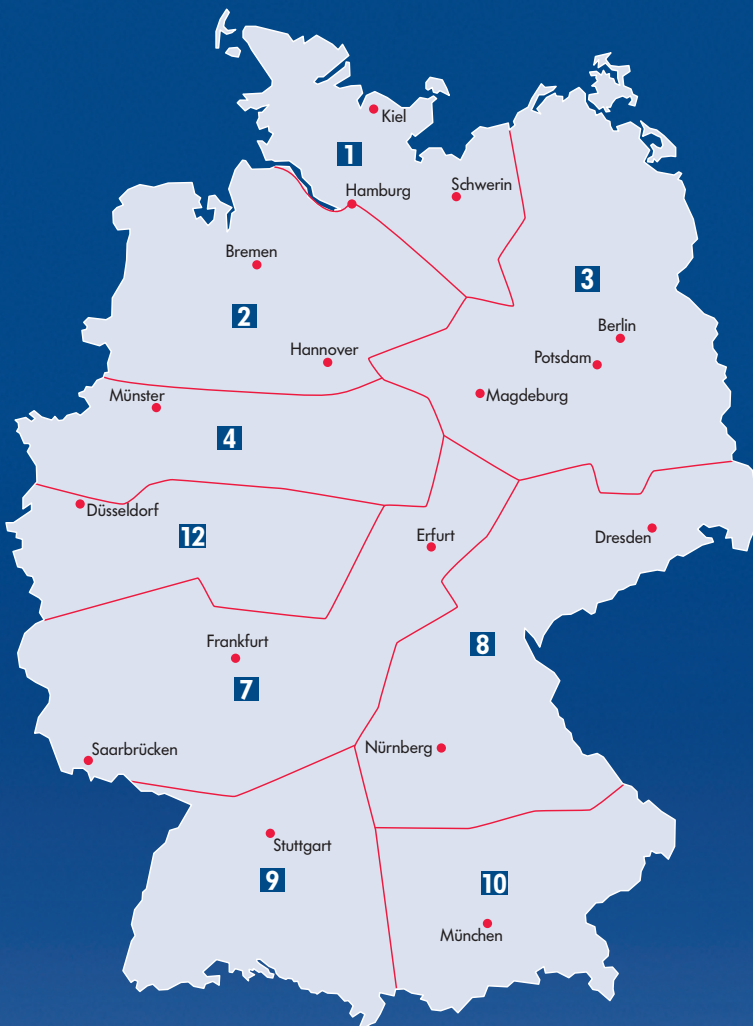 Kiel
1
Hamburg
Schwerin
Bremen
3
2
Berlin
Hannover
Potsdam
Münster
Magdeburg
4
Düsseldorf
12
Erfurt
Dresden
Frankfurt
8
7
Saarbrücken
Nürnberg
Stuttgart
9
10
München